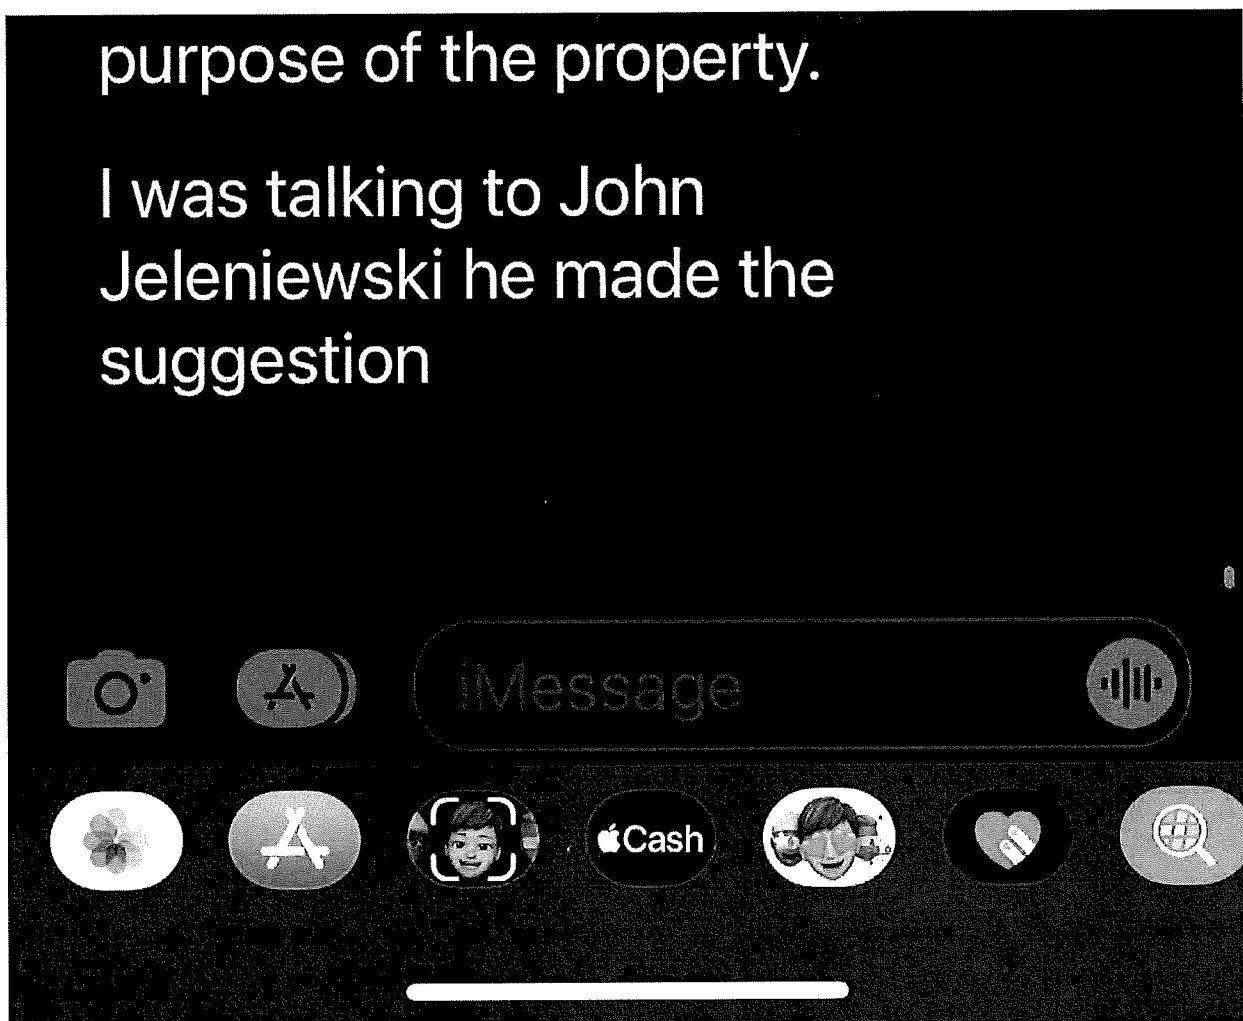 purpose of the property.
I was talking to John
Jeleniewski he made the
suggestion
iMessage
Cash